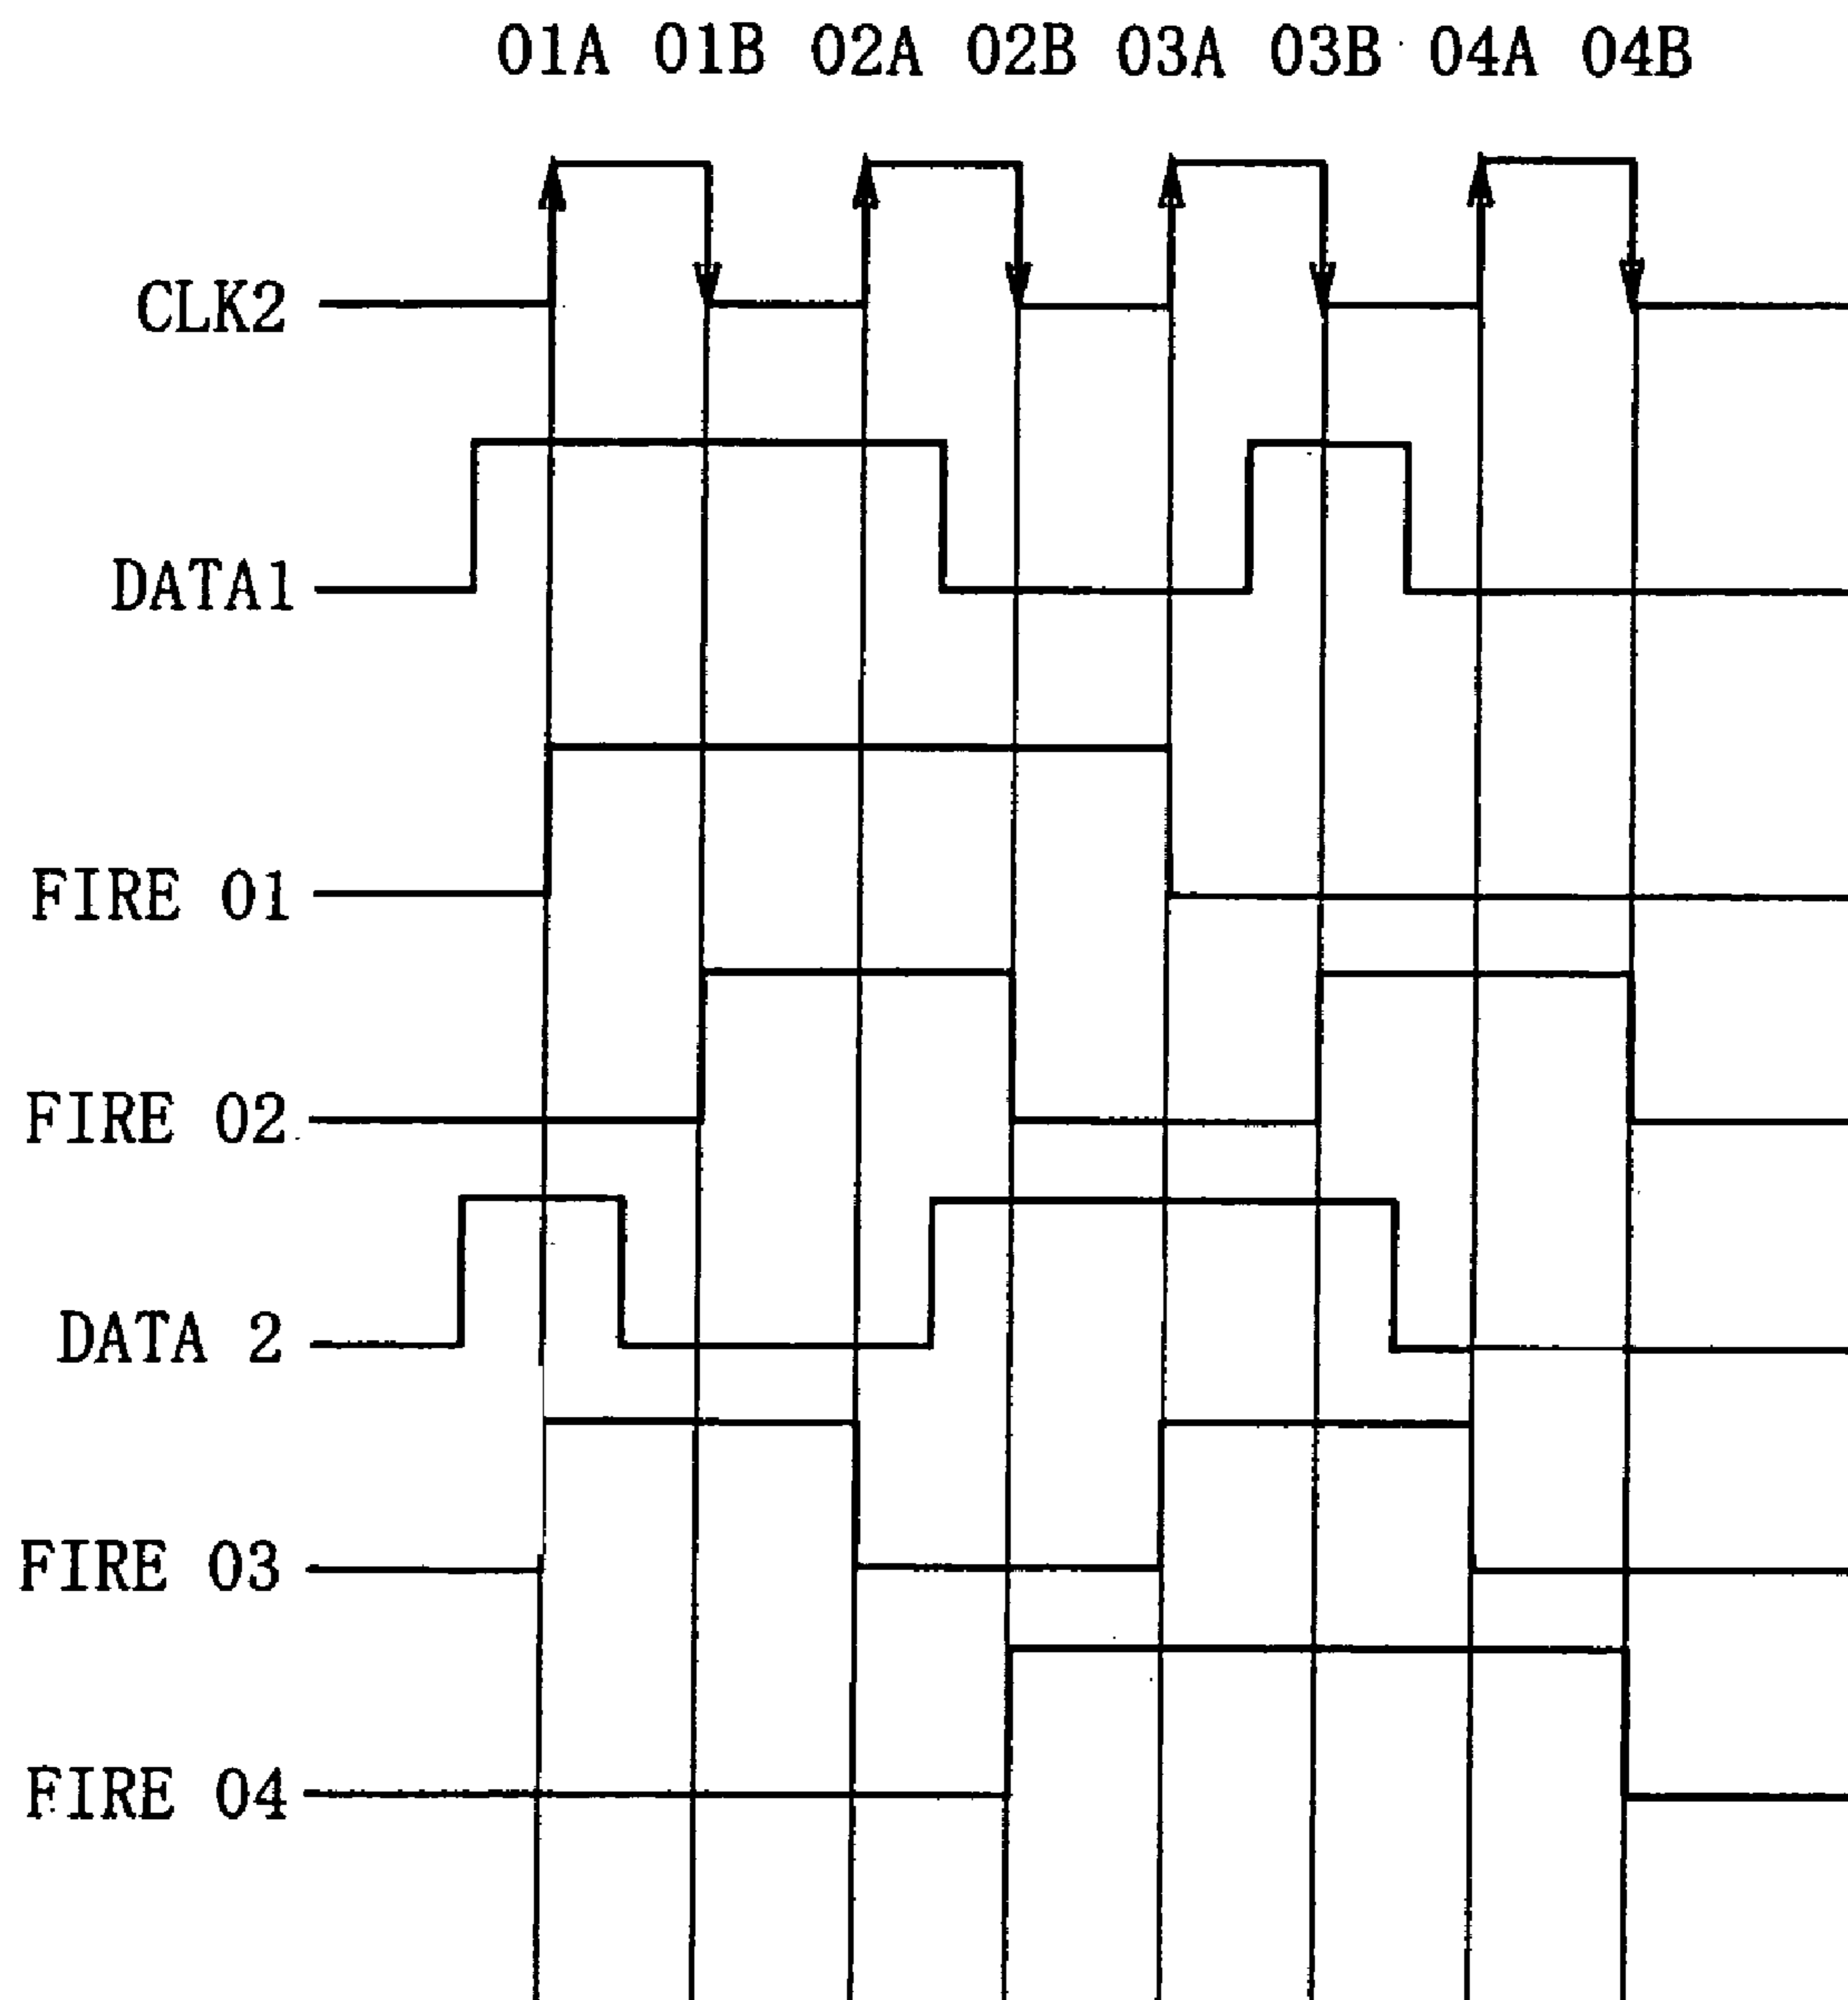 01A 01B 02A 02B 03A 03B 04A 04B
CLK2
DATA1
FIRE 01
FIRE 02
DATA 2
FIRE 03
FIRE 04